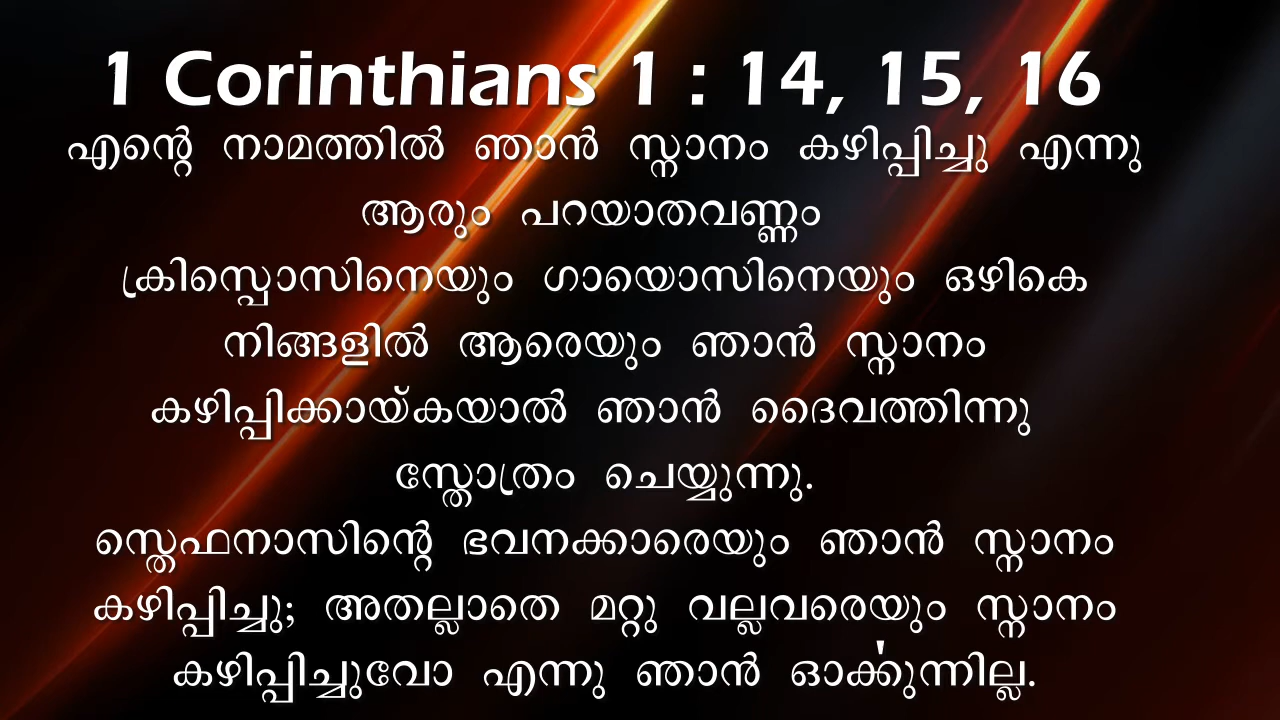 1 Corinthians 1 : 14, 15, 16
എന്റെ നാമത്തിൽ ഞാൻ സ്നാനം കഴിപ്പിച്ചു എന്നു
ആരും പറയാതവണ്ണം
ക്രിസ്പൊസിനെയും ഗായൊസിനെയും ഒഴികെ
നിങ്ങളിൽ ആരെയും ഞാൻ സ്നാനം
കഴിപ്പിക്കായ്കയാൽ ഞാൻ ദൈവത്തിന്നു
സ്തോത്രം ചെയ്യുന്നു.
സ്തെഫനാസിന്റെ ഭവനക്കാരെയും ഞാൻ സ്നാനം
കഴിപ്പിച്ചു; അതല്ലാതെ മറ്റു വല്ലവരെയും സ്നാനം
കഴിപ്പിച്ചുവോ എന്നു ഞാൻ ഓർക്കുന്നില്ല.